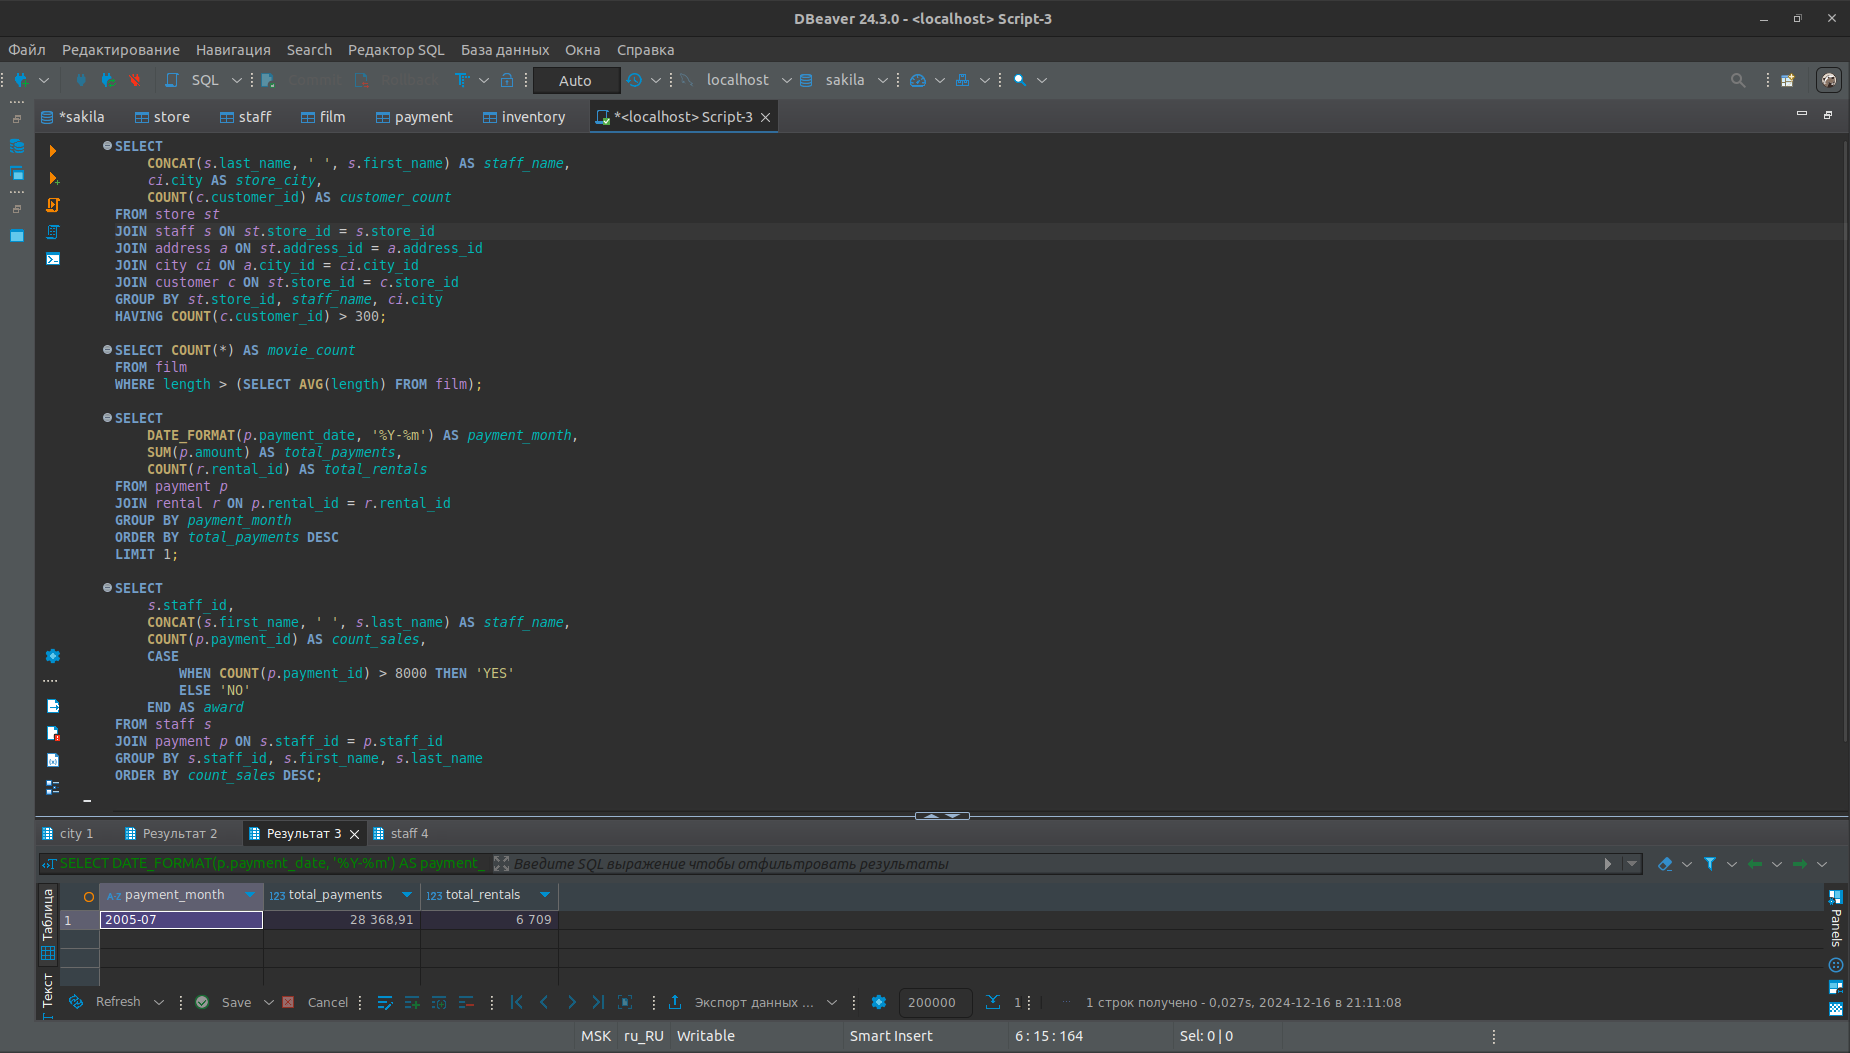 DBeaver 24.3.0 - <localhost> Script-3
Файл Редактирование Навигация Search Редактор SQL База данных Окна Справка
SQL Commit Rollback Auto localhost sakila
*sakila store staff film payment inventory *<localhost> Script-3
SELECT
CONCAT(s.last_name, ' ', s.first_name) AS staff_name,
ci.city AS store_city,
COUNT(c.customer_id) AS customer_count
FROM store st
JOIN staff s ON st.store_id = s.store_id
JOIN address a ON st.address_id = a.address_id
JOIN city ci ON a.city_id = ci.city_id
JOIN customer c ON st.store_id = c.store_id
GROUP BY st.store_id, staff_name, ci.city
HAVING COUNT(c.customer_id) > 300;
SELECT COUNT(*) AS movie_count
FROM film
WHERE length > (SELECT AVG(length) FROM film);
SELECT
DATE_FORMAT(p.payment_date, '%Y-%m') AS payment_month,
SUM(p.amount) AS total_payments,
COUNT(r.rental_id) AS total_rentals
FROM payment p
JOIN rental r ON p.rental_id = r.rental_id
GROUP BY payment_month
ORDER BY total_payments DESC
LIMIT 1;
SELECT
s.staff_id,
CONCAT(s.first_name, ' ', s.last_name) AS staff_name,
COUNT(p.payment_id) AS count_sales,
CASE
WHEN COUNT(p.payment_id) > 8000 THEN 'YES'
ELSE 'NO'
END AS award
FROM staff s
JOIN payment p ON s.staff_id = p.staff_id
GROUP BY s.staff_id, s.first_name, s.last_name
ORDER BY count_sales DESC;
city 1 Результат 2 Результат 3 staff 4
SELECT DATE_FORMAT(p.payment_date, '%Y-%m') AS payment_ Введите SQL выражение чтобы отфильтровать результаты
Таблица
Текст
A-Z payment_month 123 total_payments 123 total_rentals
1 2005-07 28 368,91 6 709
Panels
Refresh Save Cancel Экспорт данных ... 200000 1 1 строк получено - 0,027s, 2024-12-16 в 21:11:08
MSK ru_RU Writable Smart Insert 6 : 15 : 164 Sel: 0 | 0